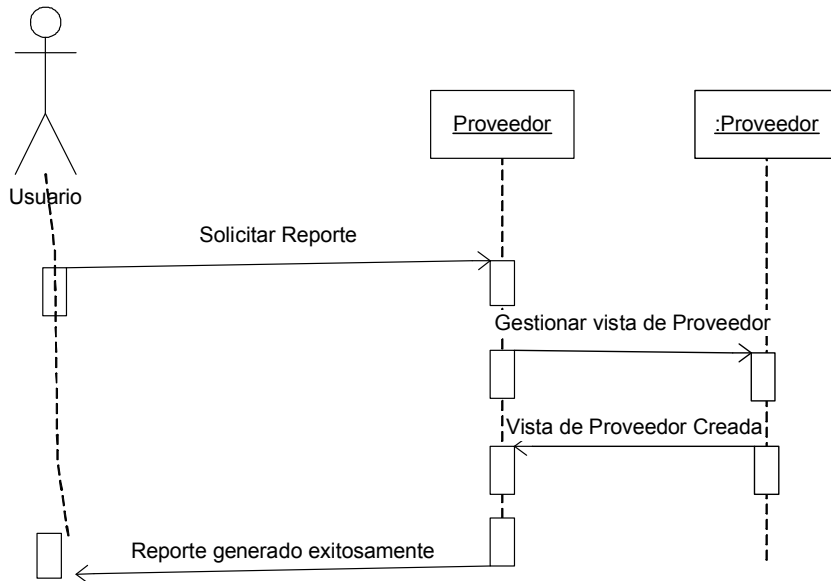 Proveedor
:Proveedor
Usuario
Solicitar Reporte
Gestionar vista de Proveedor
Vista de Proveedor Creada
Reporte generado exitosamente